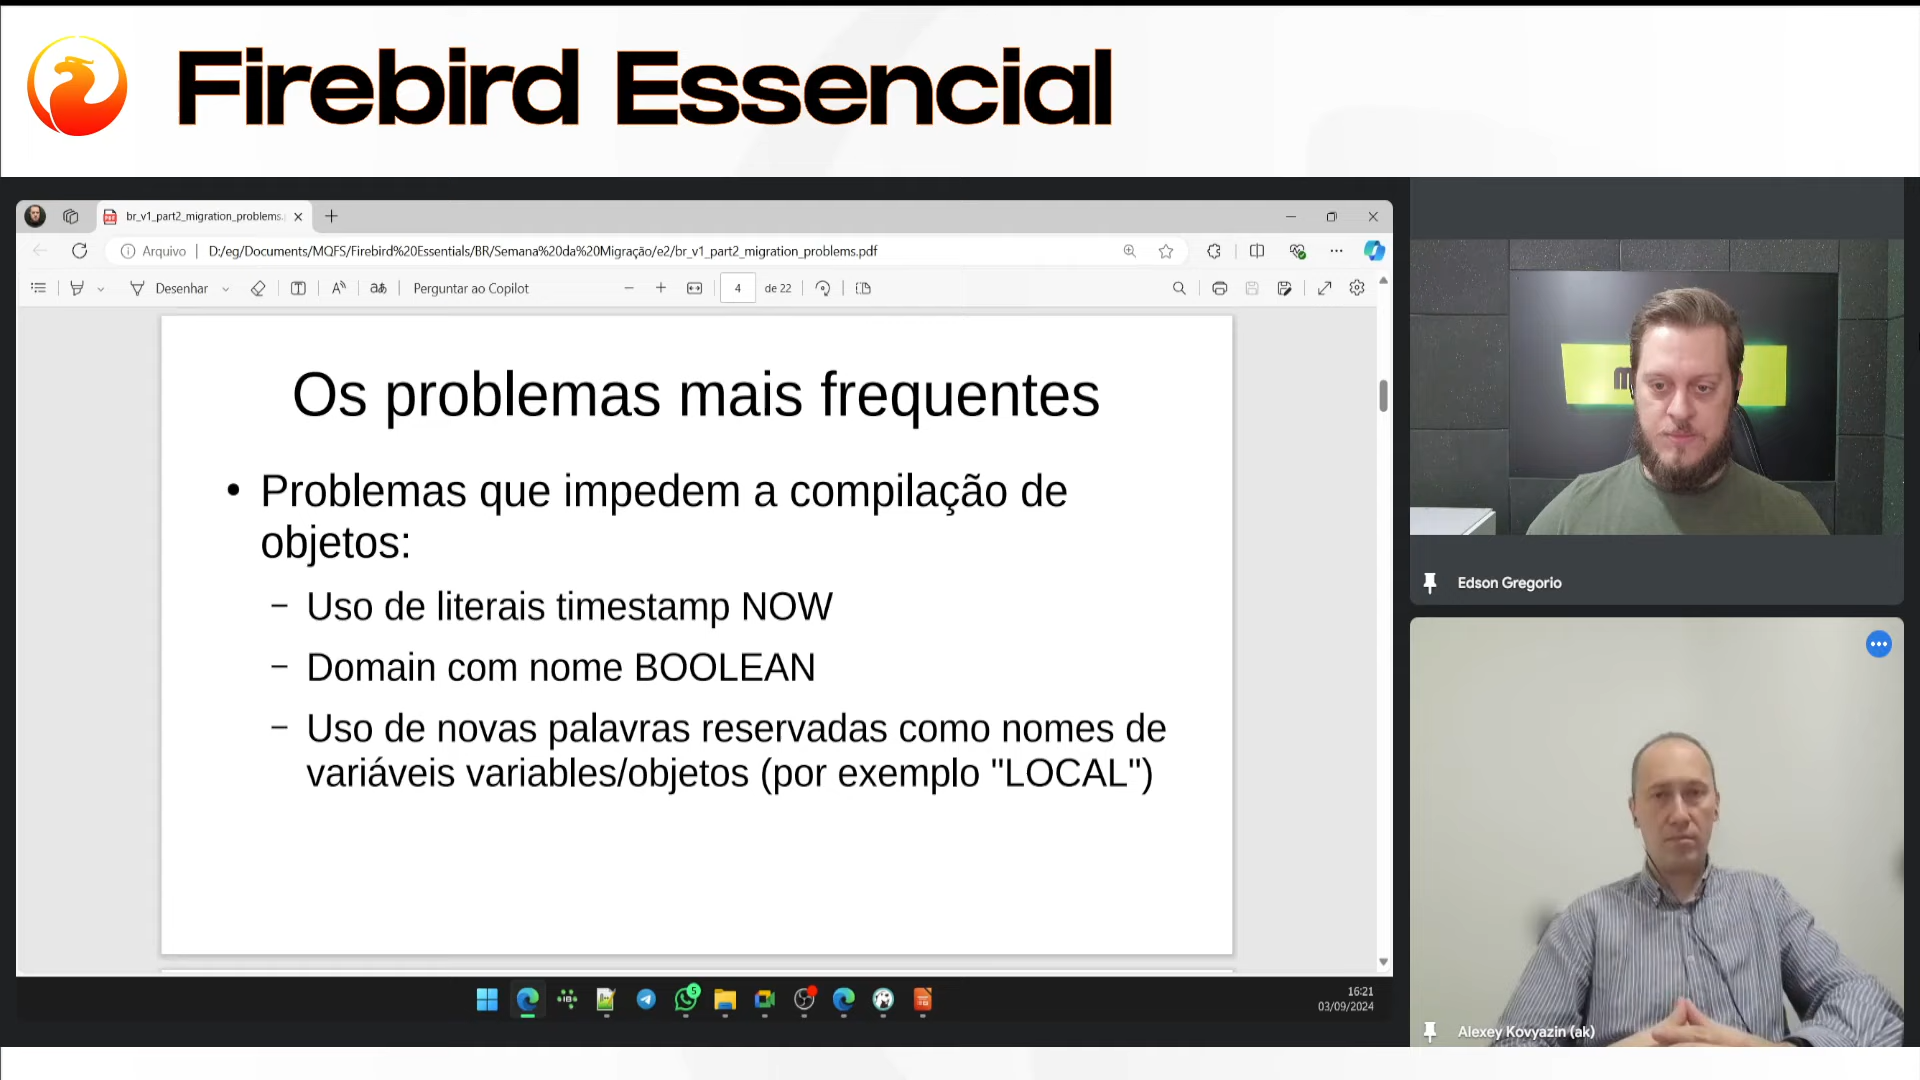 Firebird Essencial
br_v1_part2_migration_problems.
Arquivo
D:/eg/Documents/MQFS/Firebird%20Essentials/BR/Semana%20da%20Migração/e2/br_v1_part2_migration_problems.pdf
Desenhar
Perguntar ao Copilot
4
de 22
Os problemas mais frequentes
• Problemas que impedem a compilação de
objetos:
– Uso de literais timestamp NOW
– Domain com nome BOOLEAN
– Uso de novas palavras reservadas como nomes de
variáveis variables/objetos (por exemplo "LOCAL")
5
16:21
03/09/2024
Edson Gregorio
Alexey Kovyazin (ak)